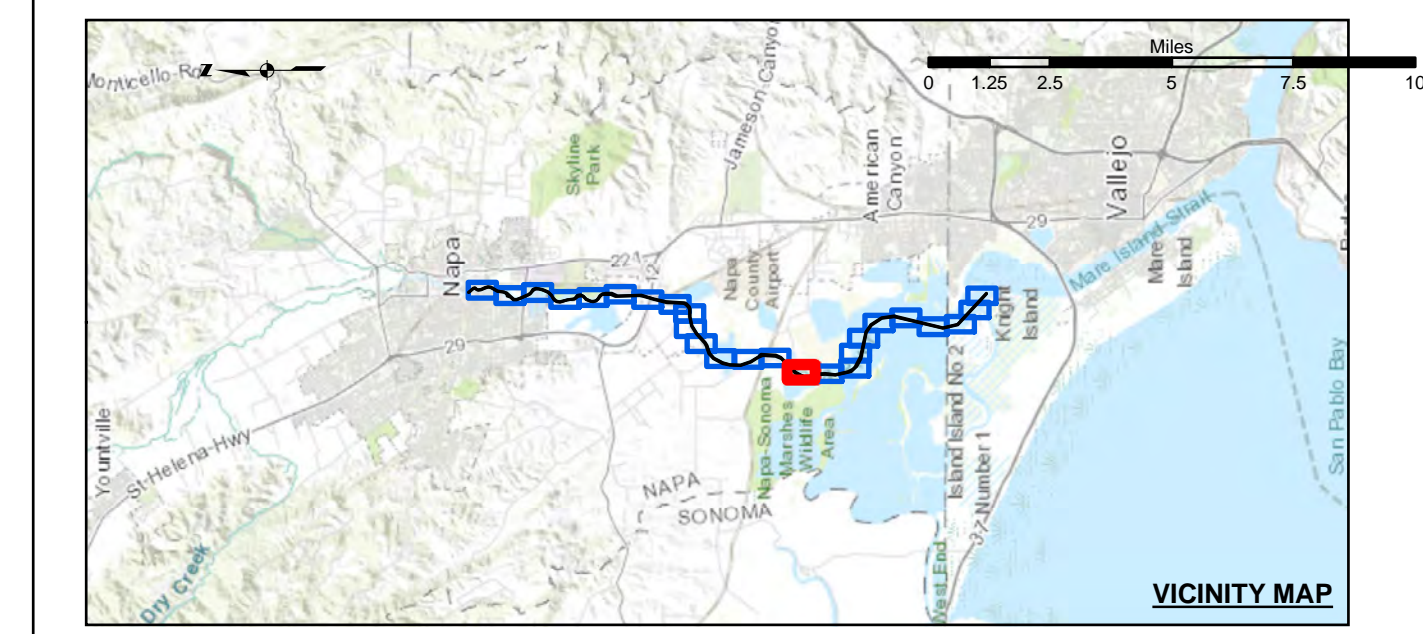 Miles
0 1.25 2.5 5 7.5 10
Monticello-Rd
Z
Jameson-Canyo
Skyline
Park
American
Canyon
Vallejo
Mare Island-Strait
Mare
Island
29
Napa
221
12
Napa
County
Airport
Knight
Island
29
Napa-Sonoma
Marshes
Wildlife
Area
Island Island No 2
Number 1
37
San Pablo Bay
Yountville
St-Helena-Hwy
NAPA
SONOMA
Dry Creek
West End
VICINITY MAP